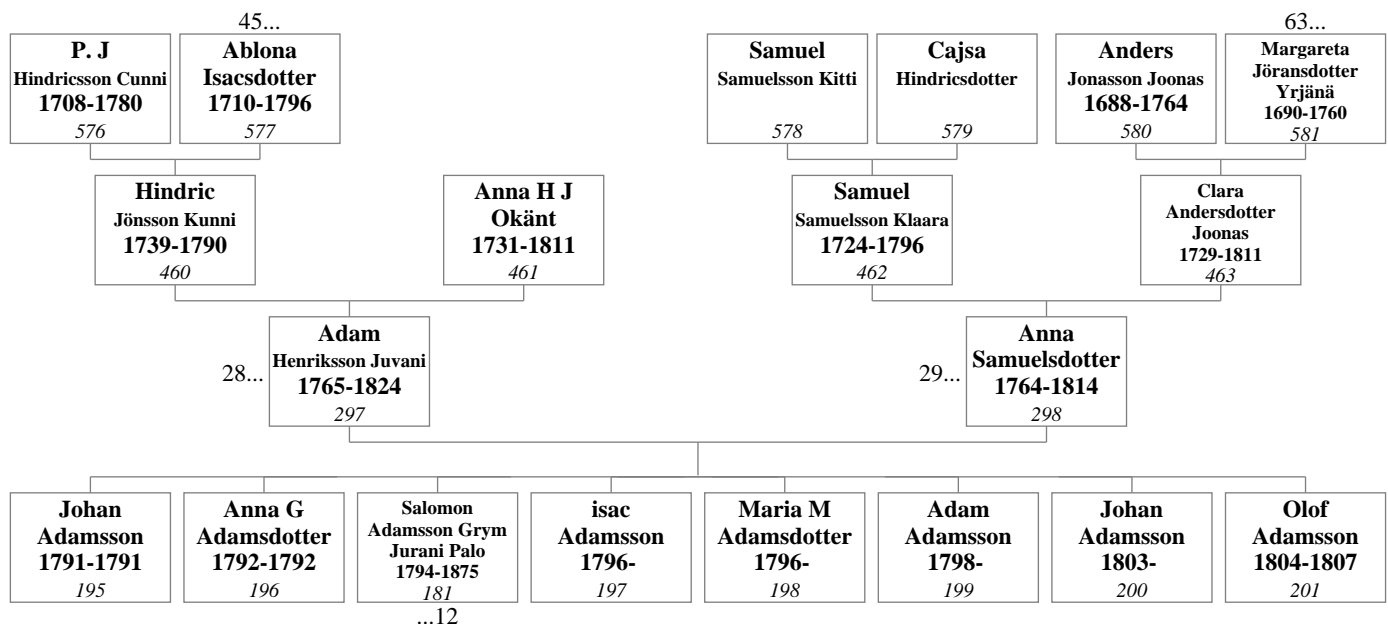 45...
63...
P. J
Hindricsson Cunni
1708-1780
576
Ablona
Isacsdotter
1710-1796
577
Samuel
Samuelsson Kitti
578
Cajsa
Hindricsdotter
579
Anders
Jonasson Joonas
1688-1764
580
Margareta
Jöransdotter
Yrjänä
1690-1760
581
Hindric
Jönsson Kunni
1739-1790
460
Anna H J
Okänt
1731-1811
461
Samuel
Samuelsson Klaara
1724-1796
462
Clara
Andersdotter
Joonas
1729-1811
463
28...
Adam
Henriksson Juvani
1765-1824
297
29...
Anna
Samuelsdotter
1764-1814
298
Johan
Adamsson
1791-1791
195
Anna G
Adamsdotter
1792-1792
196
Salomon
Adamsson Grym
Jurani Palo
1794-1875
181
isac
Adamsson
1796-
197
Maria M
Adamsdotter
1796-
198
Adam
Adamsson
1798-
199
Johan
Adamsson
1803-
200
Olof
Adamsson
1804-1807
201
...12